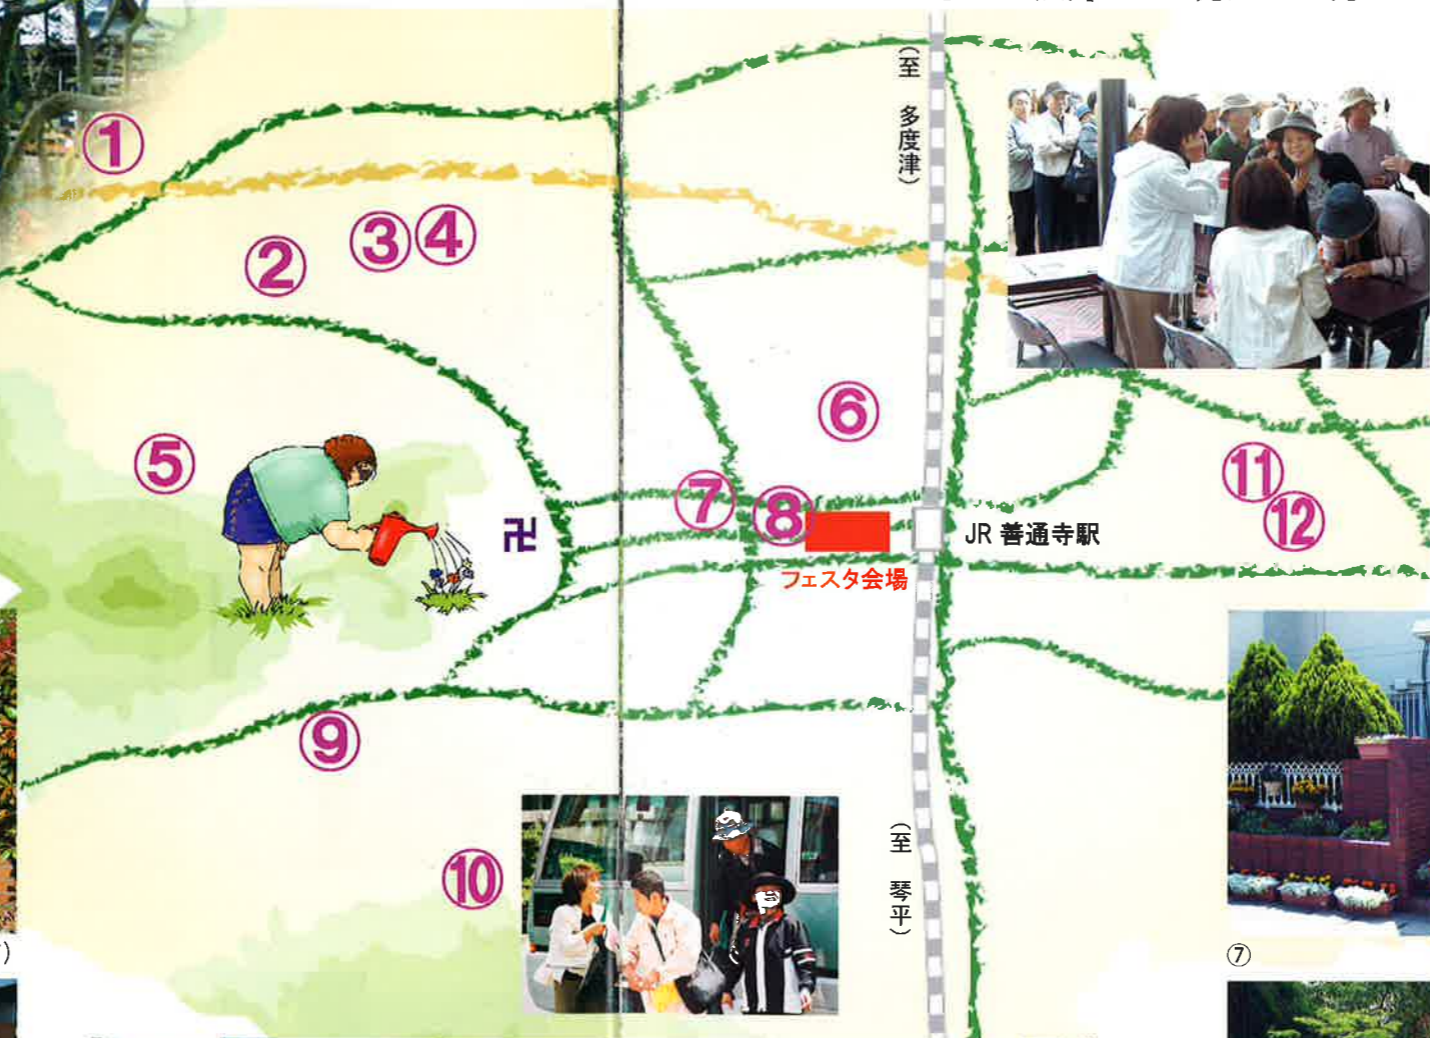 (至 多度津)
①
②
③④
⑥
⑤
⑪
⑦
⑧
⑫
卍
JR 善通寺駅
フェスタ会場
⑨
(至 琴平)
⑩
⑦